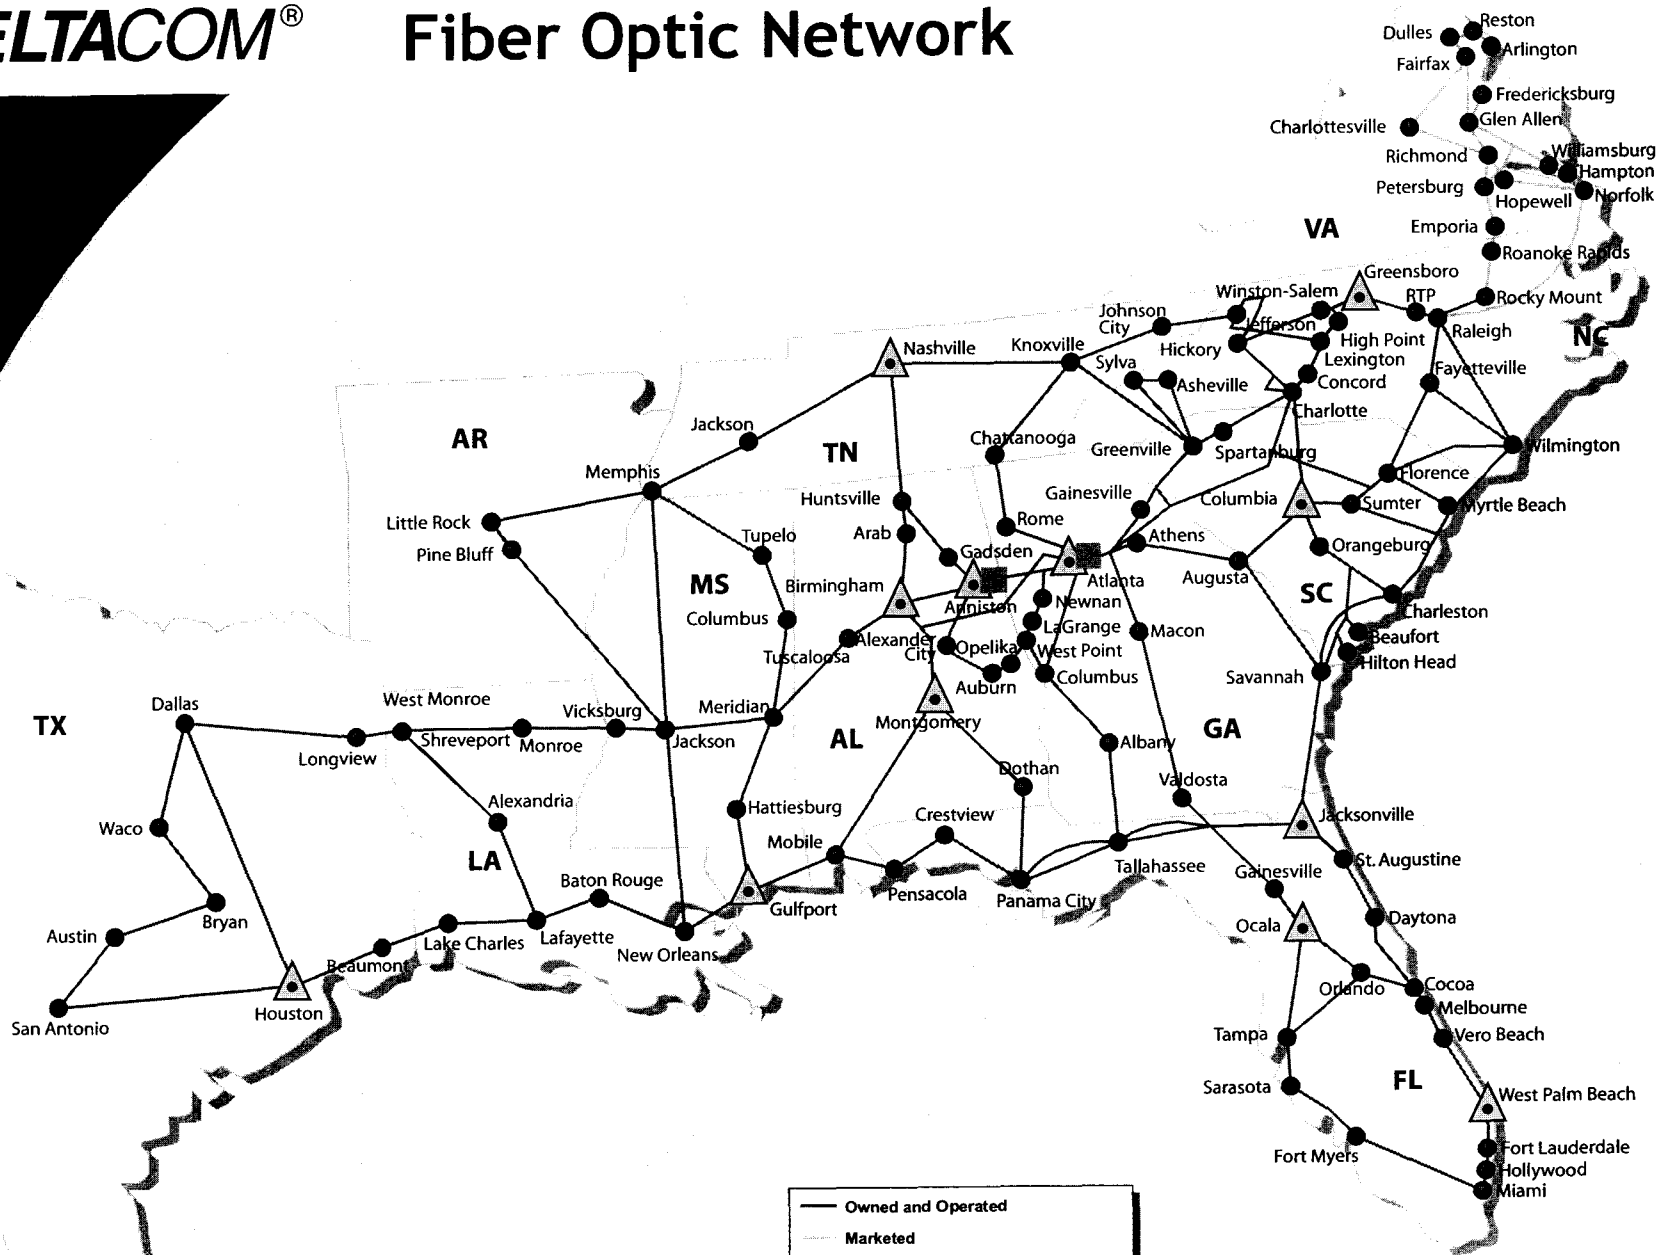 ELTACOM®
Fiber Optic Network
Reston
Dulles
Arlington
Fairfax
Fredericksburg
Glen Allen
Charlottesville
Williamsburg
Richmond
Hampton
Petersburg
Norfolk
Hopewell
VA
Emporia
Roanoke Rapids
Greensboro
Winston-Salem
RTP
Rocky Mount
Johnson
City
Jefferson
Raleigh
NC
Nashville
Knoxville
Hickory
High Point
Sylva
Lexington
Fayetteville
Asheville
Concord
Charlotte
Jackson
AR
TN
Chattanooga
Greenville
Spartanburg
Wilmington
Memphis
Florence
Huntsville
Gainesville
Columbia
Sumter
Myrtle Beach
Little Rock
Rome
Arab
Tupelo
Athens
Orangeburg
Pine Bluff
Gadsden
Atlanta
Augusta
MS
Birmingham
SC
Anniston
Newnan
Charleston
Columbus
LaGrange
Macon
Beaufort
Alexander
City
Opelika
West Point
Tuscaloosa
Hilton Head
Auburn
Columbus
Savannah
West Monroe
Dallas
Vicksburg
Meridian
Montgomery
TX
Shreveport
Monroe
Jackson
AL
Albany
GA
Longview
Dothan
Valdosta
Alexandria
Hattiesburg
Crestview
Jacksonville
Waco
Mobile
LA
Tallahassee
St. Augustine
Gainesville
Baton Rouge
Pensacola
Panama City
Gulfport
Bryan
Daytona
Ocala
Austin
Lake Charles
Lafayette
New Orleans
Beaumont
Orlando
Cocoa
Houston
Melbourne
San Antonio
Tampa
Vero Beach
Sarasota
FL
West Palm Beach
Fort Myers
Fort Lauderdale
Hollywood
Miami
Owned and Operated
Marketed